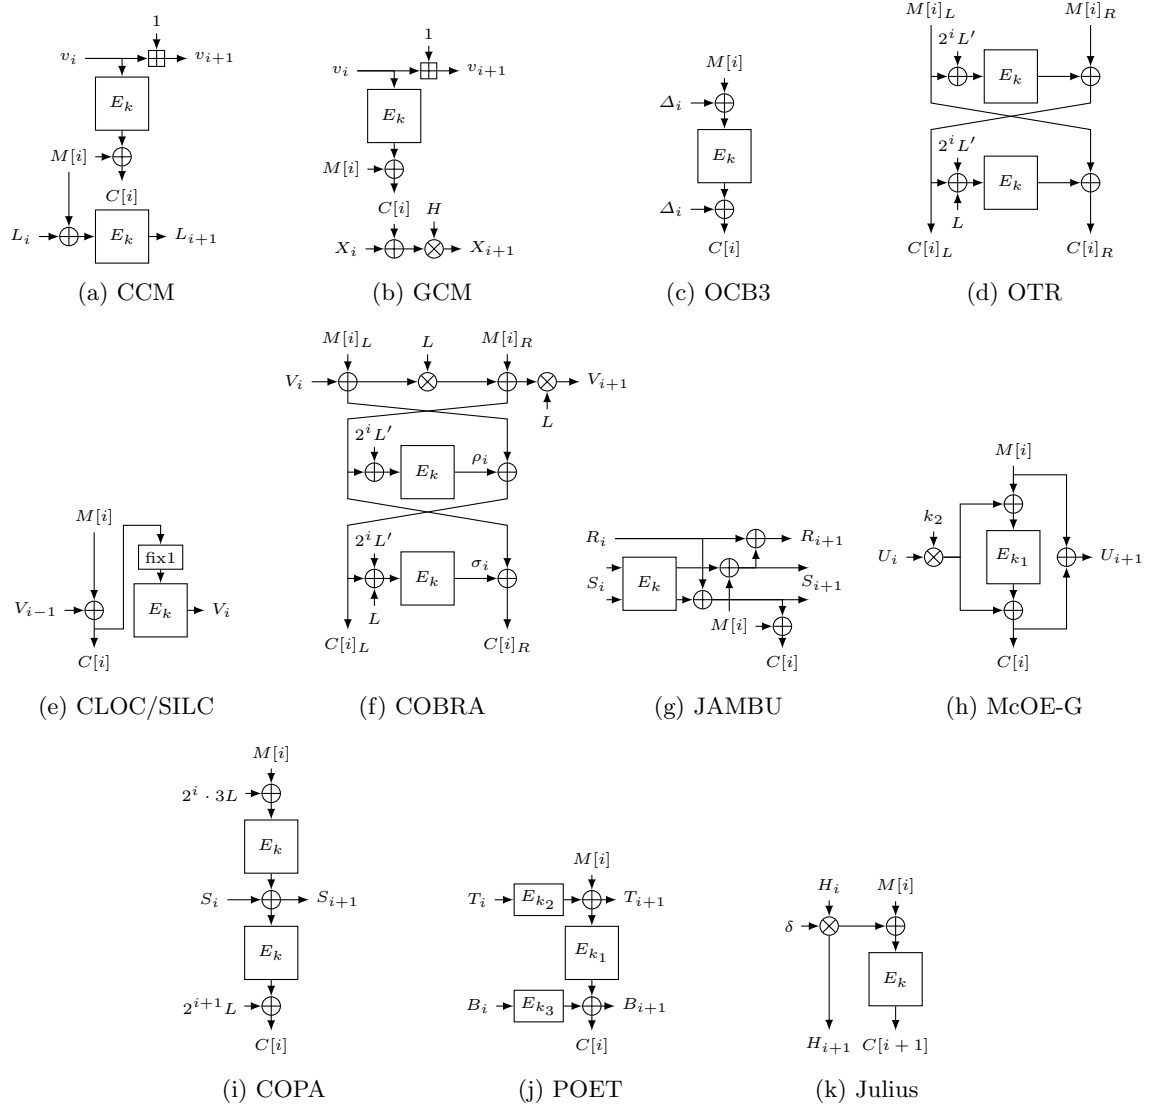 1
v_i
v_{i+1}
E_k
M[i]
C[i]
L_i
E_k
L_{i+1}
(a) CCM
1
v_i
v_{i+1}
E_k
M[i]
C[i]
H
X_i
X_{i+1}
(b) GCM
M[i]
Δ_i
E_k
Δ_i
C[i]
(c) OCB3
M[i]_L
M[i]_R
2^i L′
E_k
2^i L′
E_k
L
C[i]_L
C[i]_R
(d) OTR
M[i]
fix1
V_{i−1}
E_k
V_i
C[i]
(e) CLOC/SILC
M[i]_L
L
M[i]_R
V_i
V_{i+1}
L
2^i L′
E_k
ρ_i
2^i L′
E_k
σ_i
L
C[i]_L
C[i]_R
(f) COBRA
R_i
R_{i+1}
S_i
E_k
S_{i+1}
M[i]
C[i]
(g) JAMBU
M[i]
k_2
U_i
E_{k_1}
U_{i+1}
C[i]
(h) McOE-G
M[i]
2^i · 3L
E_k
S_i
S_{i+1}
E_k
2^{i+1} L
C[i]
(i) COPA
M[i]
T_i
E_{k_2}
T_{i+1}
E_{k_1}
B_i
E_{k_3}
B_{i+1}
C[i]
(j) POET
H_i
M[i]
δ
E_k
H_{i+1}
C[i + 1]
(k) Julius